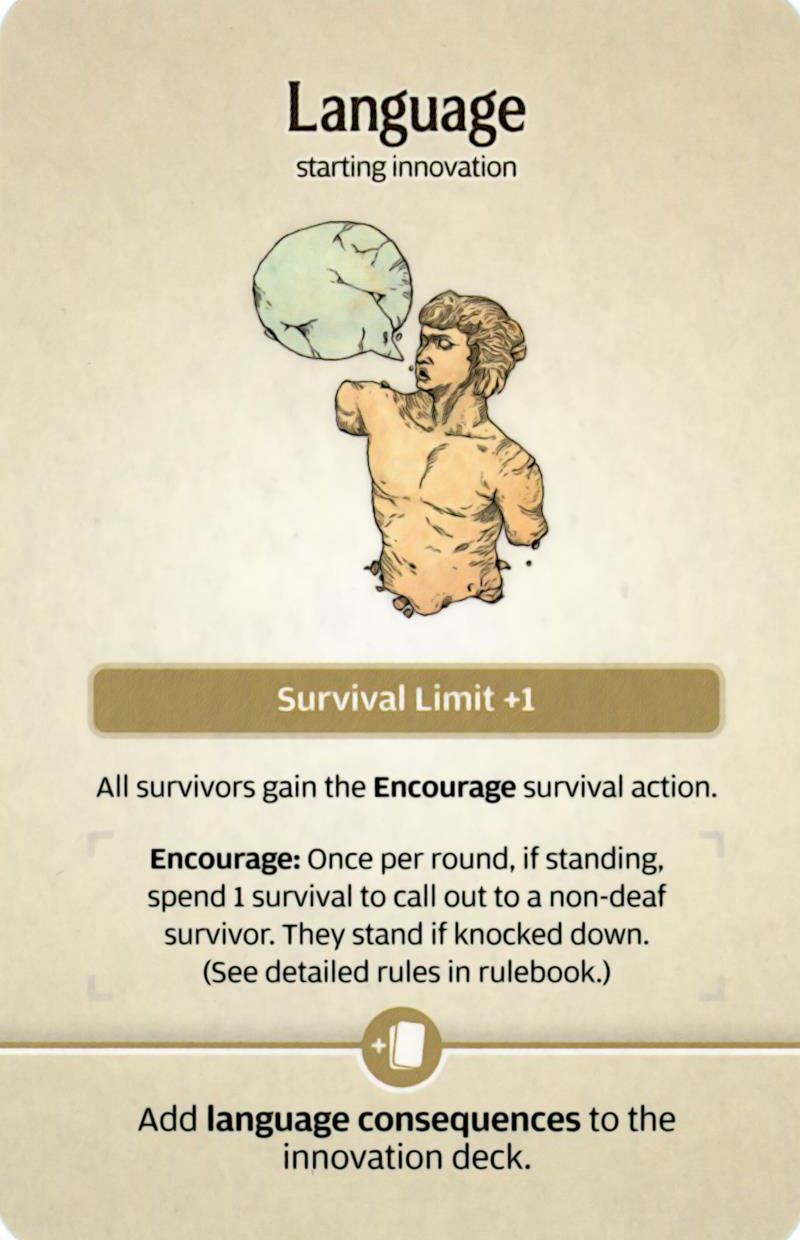 Language
starting innovation
Survival Limit +1
All survivors gain the Encourage survival action.
Encourage: Once per round, if standing,
spend 1 survival to call out to a non-deaf
survivor. They stand if knocked down.
(See detailed rules in rulebook.)
+
Add language consequences to the
innovation deck.